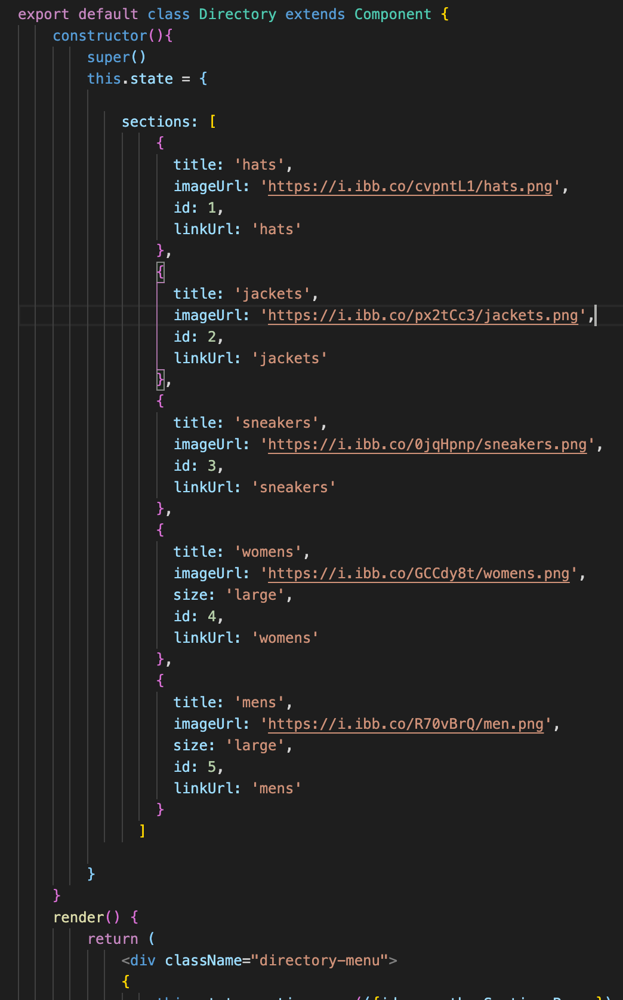 export default class Directory extends Component {
constructor(){
super()
this.state = {
sections: [
{
title: 'hats',
imageUrl: 'https://i.ibb.co/cvpntL1/hats.png',
id: 1,
linkUrl: 'hats'
},
{
title: 'jackets',
imageUrl: 'https://i.ibb.co/px2tCc3/jackets.png',
id: 2,
linkUrl: 'jackets'
},
{
title: 'sneakers',
imageUrl: 'https://i.ibb.co/0jqHpnp/sneakers.png',
id: 3,
linkUrl: 'sneakers'
},
{
title: 'womens',
imageUrl: 'https://i.ibb.co/GCCdy8t/womens.png',
size: 'large',
id: 4,
linkUrl: 'womens'
},
{
title: 'mens',
imageUrl: 'https://i.ibb.co/R70vBrQ/men.png',
size: 'large',
id: 5,
linkUrl: 'mens'
}
]
}
}
render() {
return (
<div className="directory-menu">
{